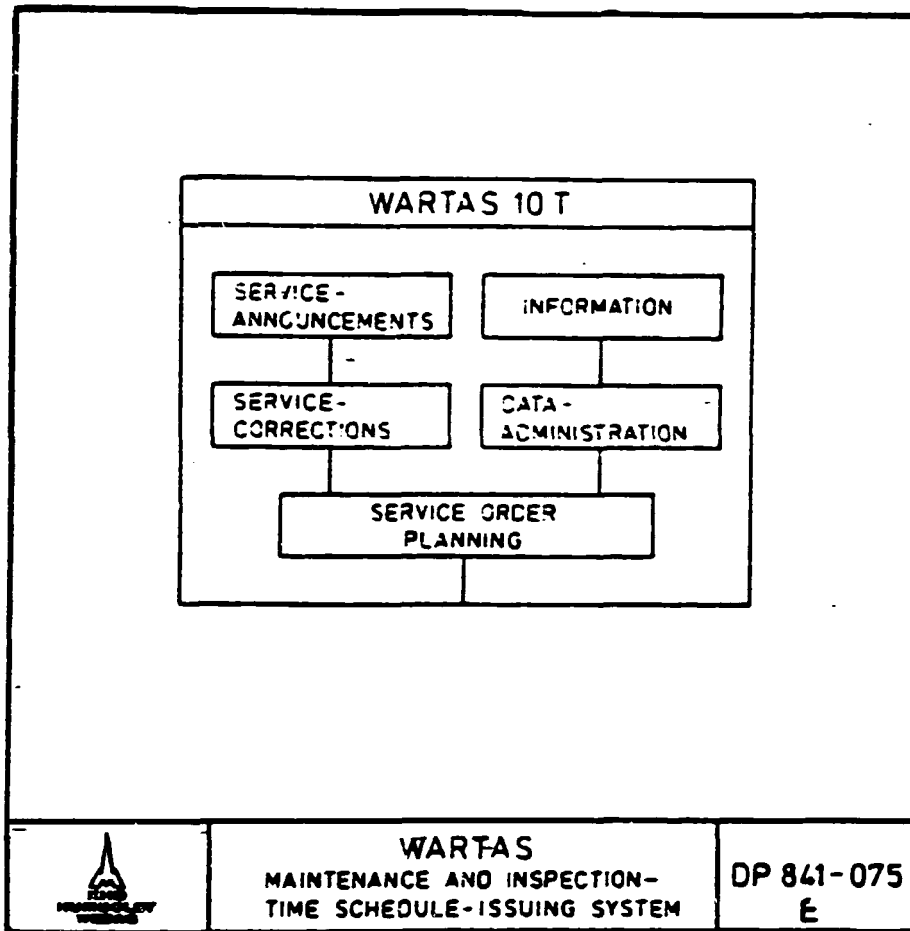 WARTAS 10 T
SERVICE-
ANNOUNCEMENTS
INFORMATION
SERVICE-
CORRECTIONS
DATA-
ADMINISTRATION
SERVICE ORDER
PLANNING
WARTAS
MAINTENANCE AND INSPECTION-
TIME SCHEDULE-ISSUING SYSTEM
DP 841-075
E